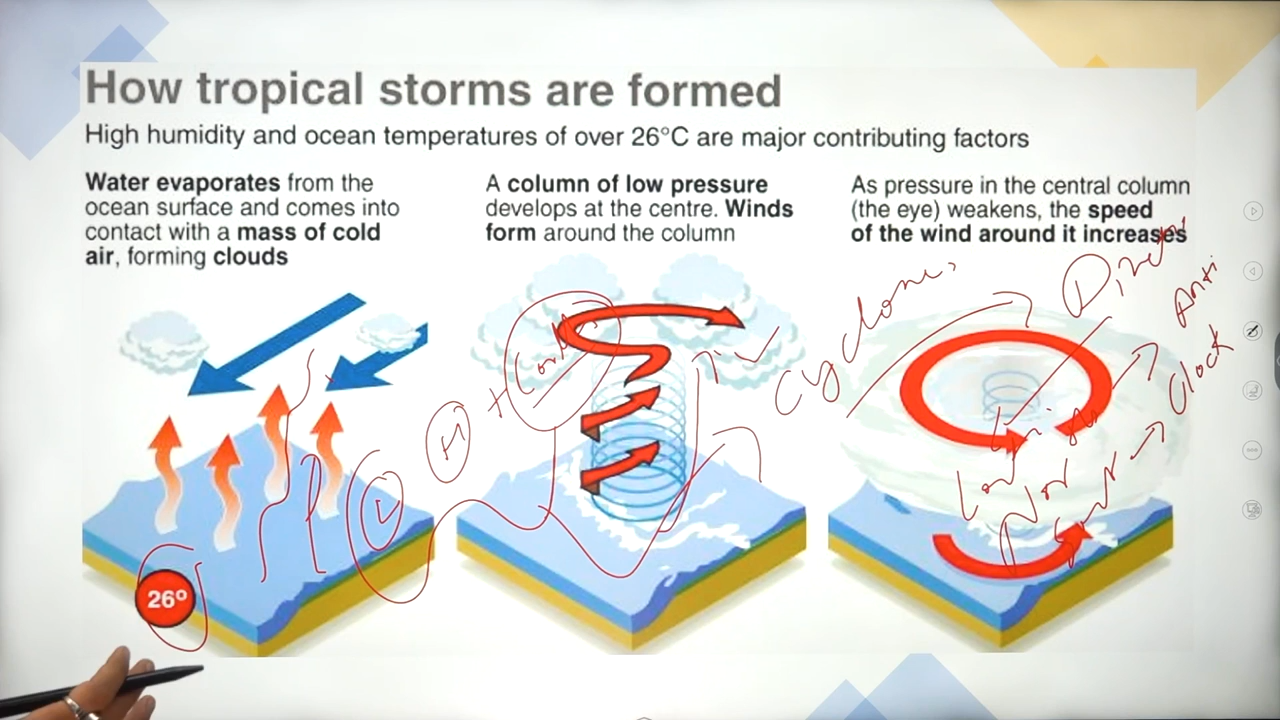 How tropical storms are formed
High humidity and ocean temperatures of over 26°C are major contributing factors
Water evaporates from the
ocean surface and comes into
contact with a mass of cold
air, forming clouds
A column of low pressure
develops at the centre. Winds
form around the column
As pressure in the central column
(the eye) weakens, the speed
of the wind around it increases
26º
L
H
Cyclone
Anti
Clock